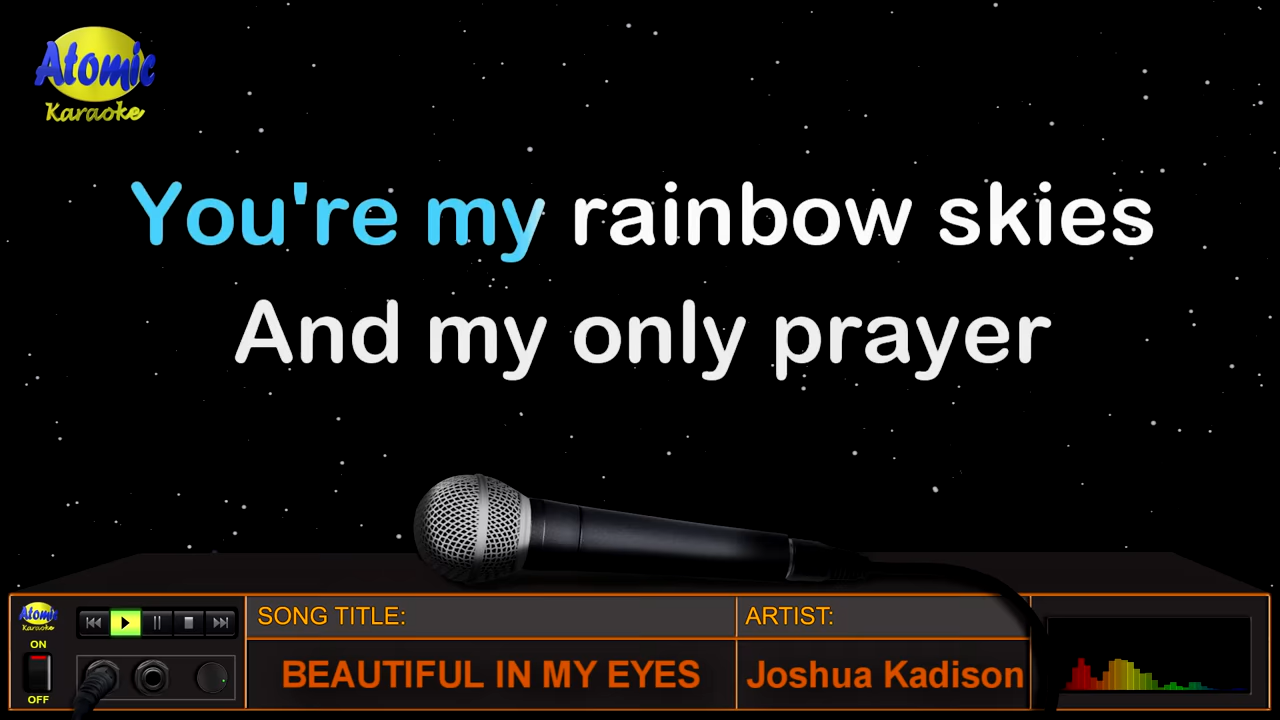 Atomic
Karaoke
You're my rainbow skies
And my only prayer
Atomic
Karaoke
ON
OFF
SONG TITLE:
ARTIST:
BEAUTIFUL IN MY EYES
Joshua Kadison